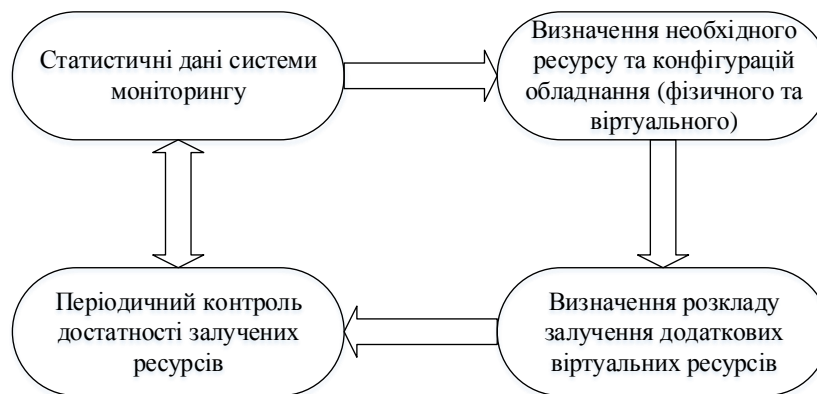 Статистичні дані системи
моніторингу
Визначення необхідного
ресурсу та конфігурацій
обладнання (фізичного та
віртуального)
Періодичний контроль
достатності залучених
ресурсів
Визначення розкладу
залучення додаткових
віртуальних ресурсів